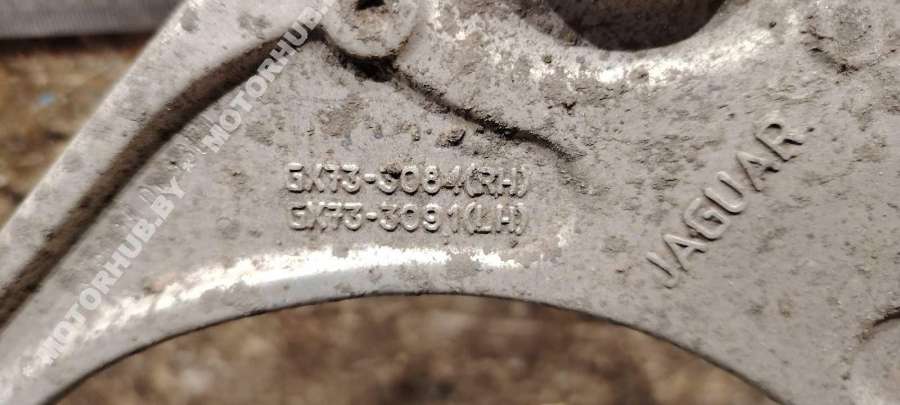 GX73-3084(RH)
GX73-3091(LH)
JAGUAR
*MOTORHUB.BY * MOTORHUB.BY